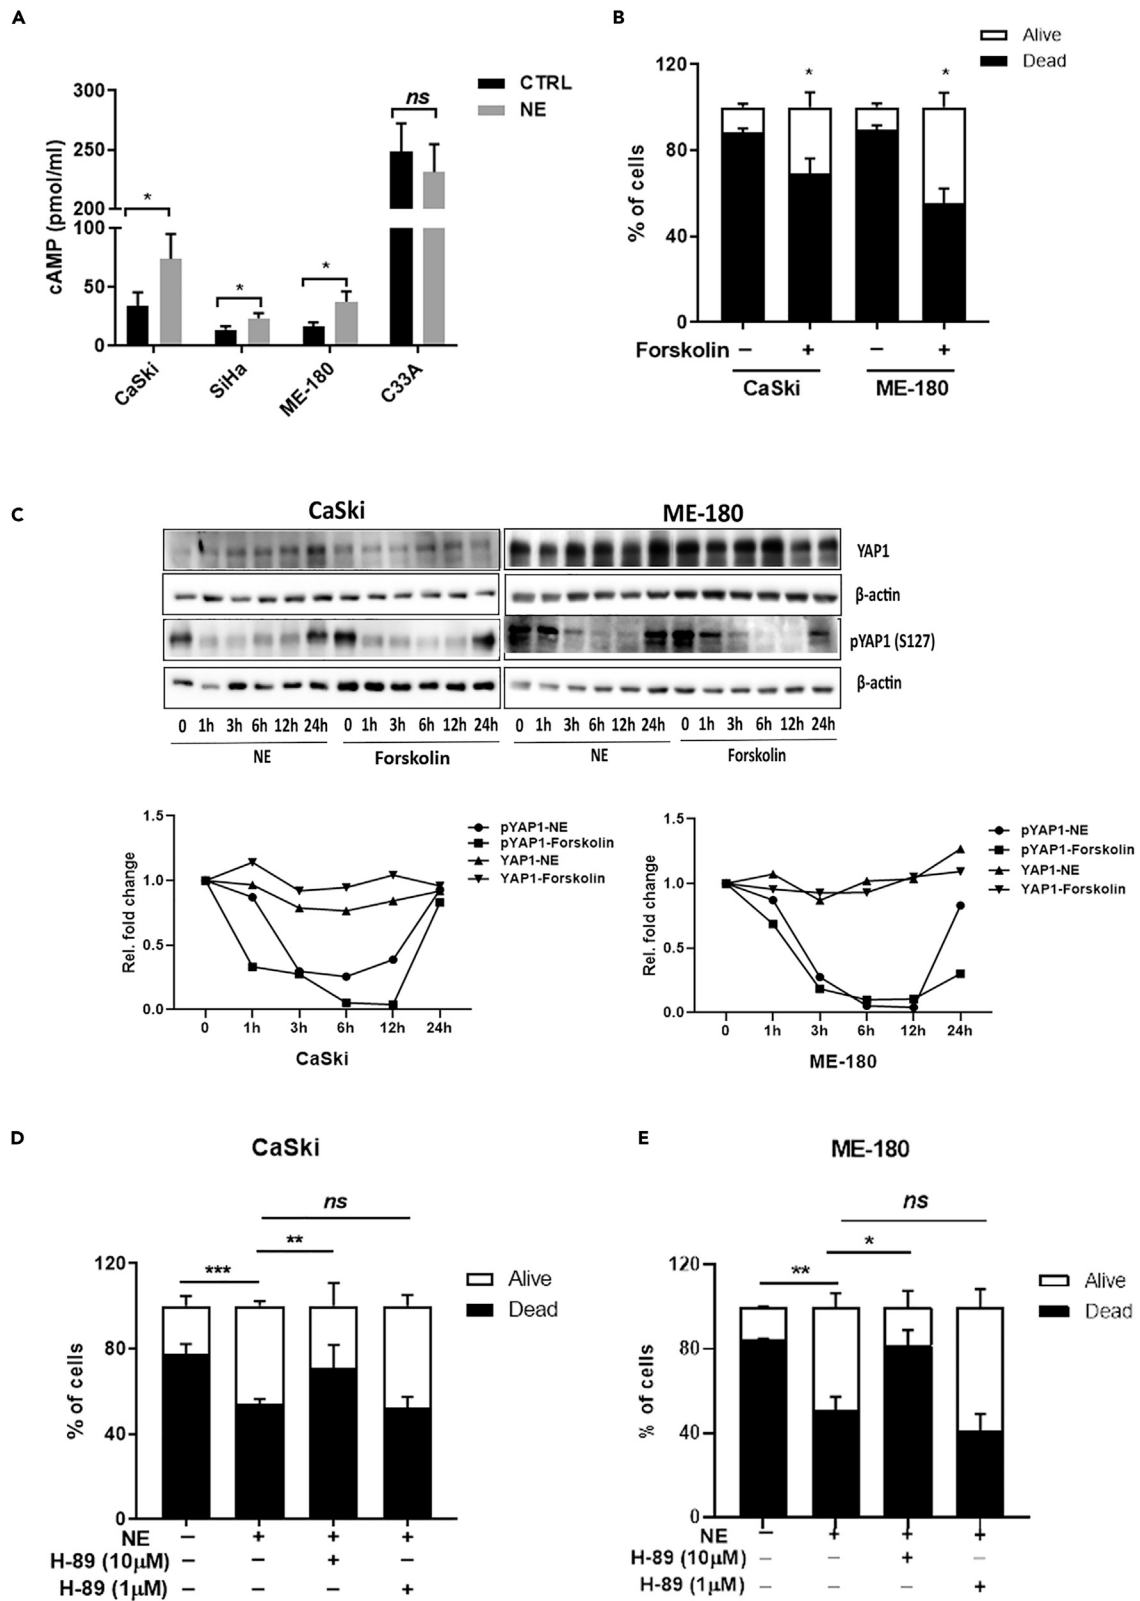 A
CTRL
NE
300
250
200
100
50
0
cAMP (pmol/ml)
*
*
*
ns
CaSki
SiHa
ME-180
C33A
B
Alive
Dead
120
80
40
0
% of cells
*
*
Forskolin – + – +
CaSki
ME-180
C
CaSki
ME-180
YAP1
β-actin
pYAP1 (S127)
β-actin
0 1h 3h 6h 12h 24h 0 1h 3h 6h 12h 24h 0 1h 3h 6h 12h 24h 0 1h 3h 6h 12h 24h
NE
Forskolin
NE
Forskolin
1.5
1.0
0.5
0.0
Rel. fold change
0 1h 3h 6h 12h 24h
CaSki
pYAP1-NE
pYAP1-Forskolin
YAP1-NE
YAP1-Forskolin
1.5
1.0
0.5
0.0
Rel. fold change
0 1h 3h 6h 12h 24h
ME-180
pYAP1-NE
pYAP1-Forskolin
YAP1-NE
YAP1-Forskolin
D
CaSki
ns
**
***
Alive
Dead
120
80
40
0
% of cells
NE – + + +
H-89 (10µM) – – + –
H-89 (1µM) – – – +
E
ME-180
ns
*
**
Alive
Dead
120
80
40
0
% of cells
NE – + + +
H-89 (10µM) – – + –
H-89 (1µM) – – – +